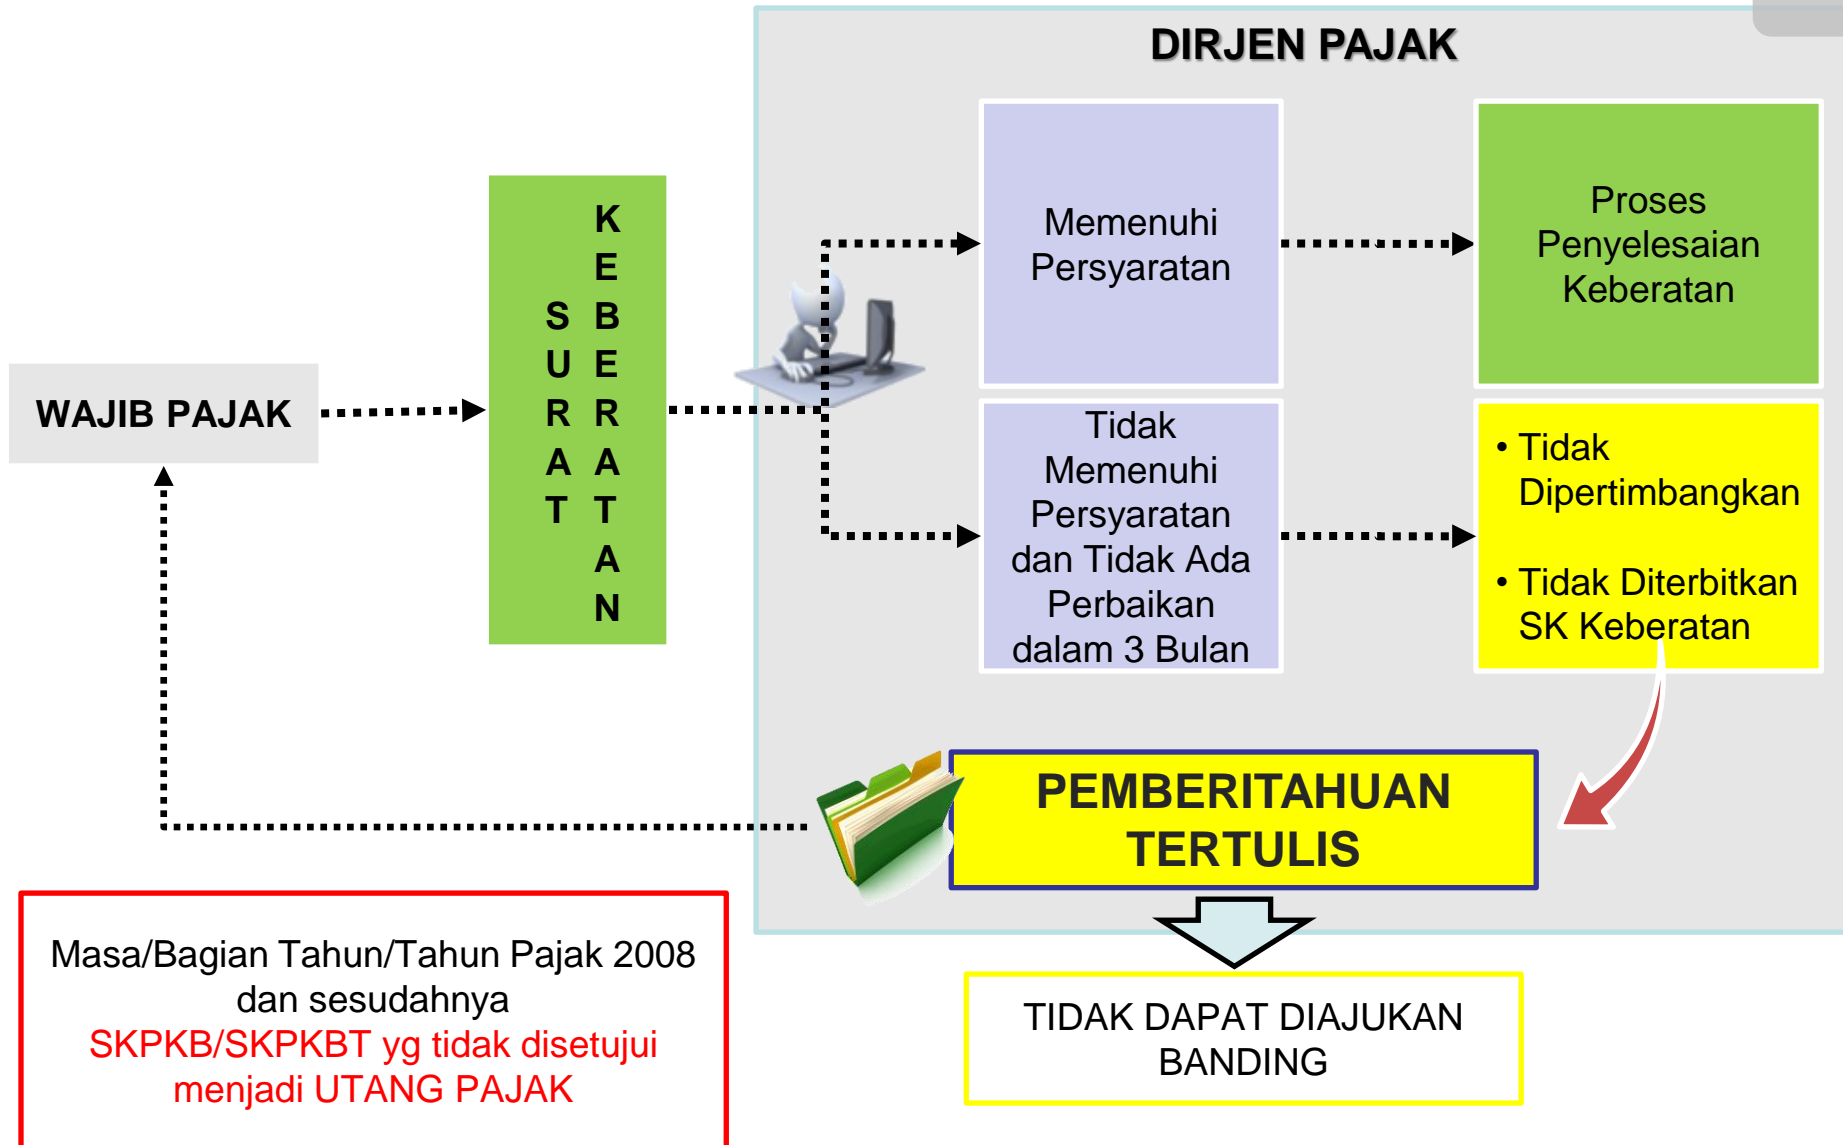 DIRJEN PAJAK
WAJIB PAJAK
SURAT
KEBERATAN
Memenuhi
Persyaratan
Proses
Penyelesaian
Keberatan
Tidak
Memenuhi
Persyaratan
dan Tidak Ada
Perbaikan
dalam 3 Bulan
• Tidak
Dipertimbangkan
• Tidak Diterbitkan
SK Keberatan
PEMBERITAHUAN
TERTULIS
TIDAK DAPAT DIAJUKAN
BANDING
Masa/Bagian Tahun/Tahun Pajak 2008
dan sesudahnya
SKPKB/SKPKBT yg tidak disetujui
menjadi UTANG PAJAK